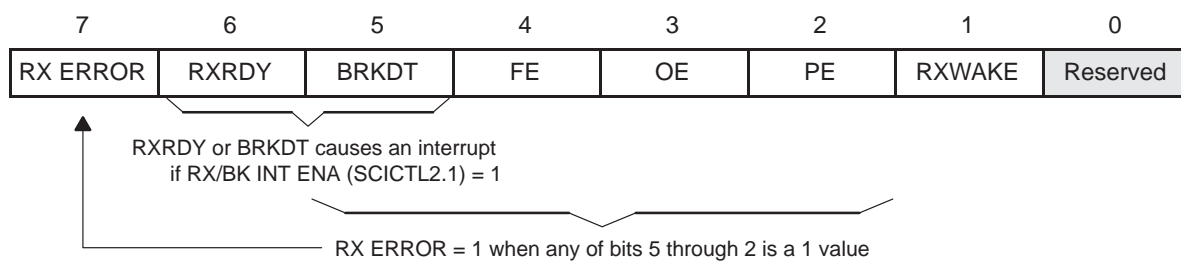 7 6 5 4 3 2 1 0
RX ERROR RXRDY BRKDT FE OE PE RXWAKE Reserved
RXRDY or BRKDT causes an interrupt
if RX/BK INT ENA (SCICTL2.1) = 1
RX ERROR = 1 when any of bits 5 through 2 is a 1 value